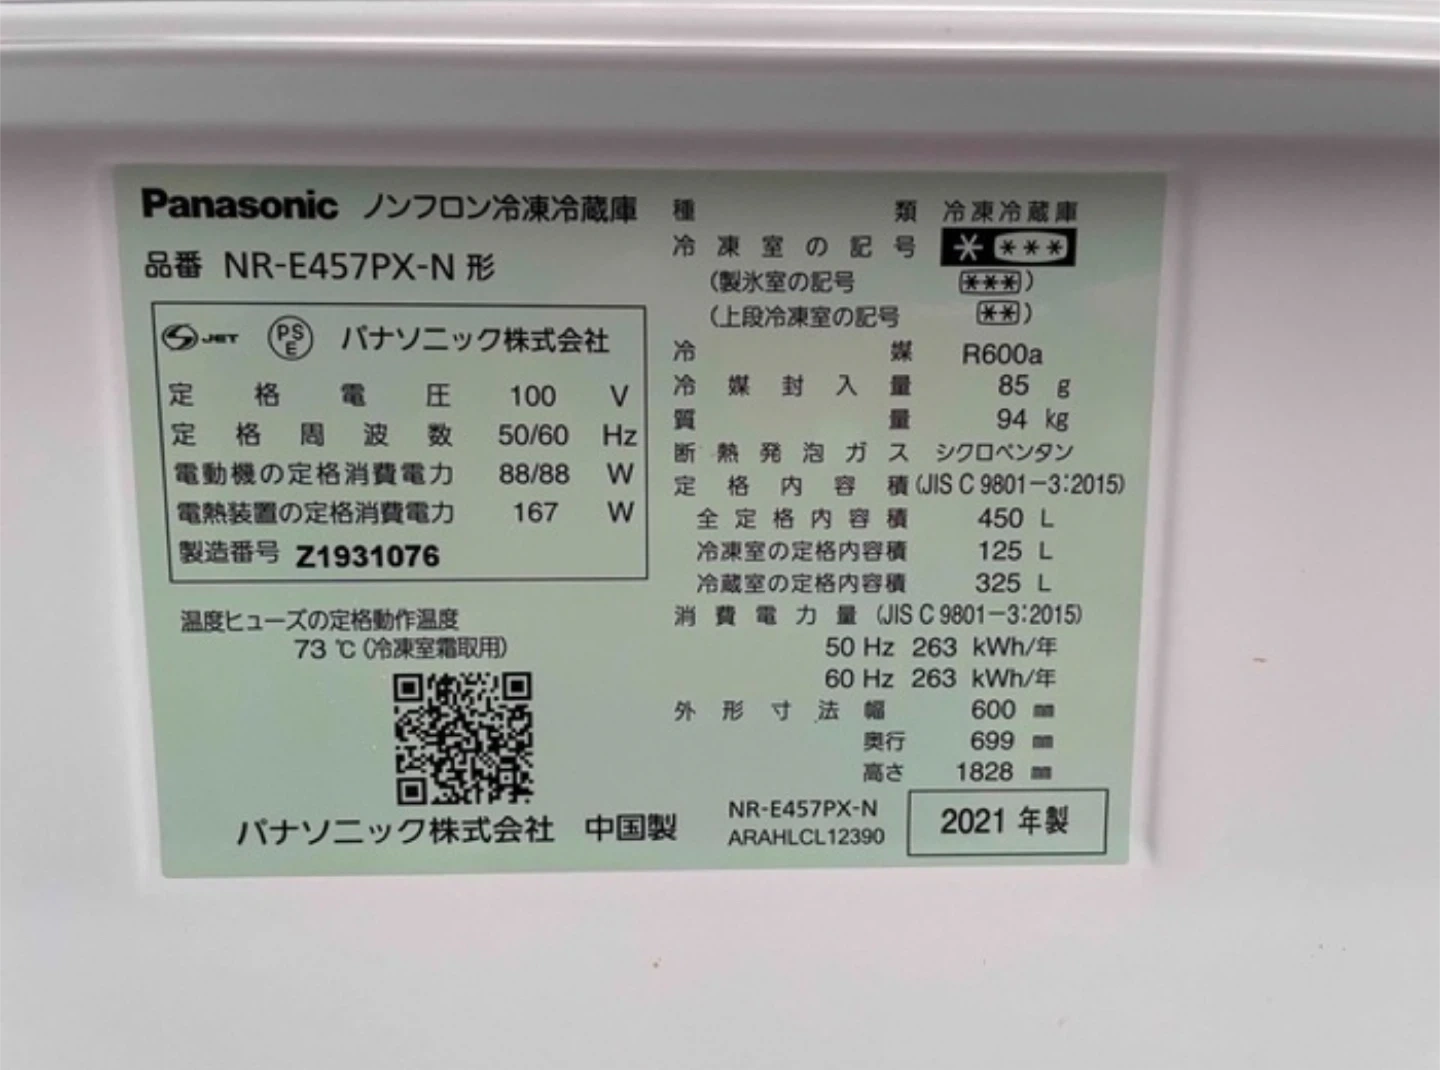 Panasonic ノンフロン冷凍冷蔵庫
品番 NR-E457PX-N 形
JET PSE パナソニック株式会社
定格電圧 100 V
定格周波数 50/60 Hz
電動機の定格消費電力 88/88 W
電熱装置の定格消費電力 167 W
製造番号 Z1931076
温度ヒューズの定格動作温度
73 ℃ (冷凍室霜取用)
パナソニック株式会社 中国製
種類 冷凍冷蔵庫
冷凍室の記号 * ***
(製氷室の記号 ***)
(上段冷凍室の記号 **)
冷媒 R600a
冷媒封入量 85 g
質量 94 kg
断熱発泡ガス シクロペンタン
定格内容積 (JIS C 9801-3:2015)
全定格内容積 450 L
冷凍室の定格内容積 125 L
冷蔵室の定格内容積 325 L
消費電力量 (JIS C 9801-3:2015)
50 Hz 263 kWh/年
60 Hz 263 kWh/年
外形寸法 幅 600 mm
奥行 699 mm
高さ 1828 mm
NR-E457PX-N
ARAHLCL12390
2021 年製